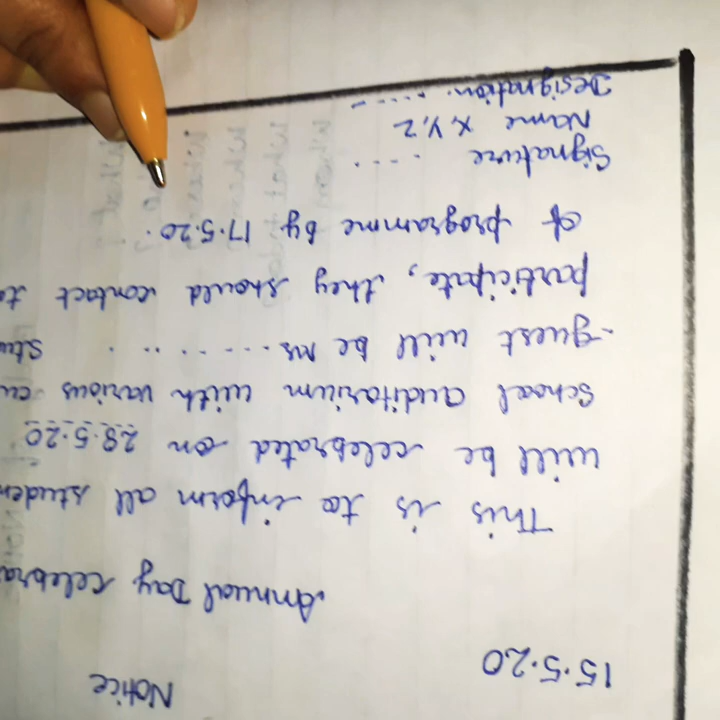 Notice
15.5.20
Annual Day celebra
This is to inform all studen
will be celebrated on 28.5.20
School auditorium with various cu
-guest will be Ms......... Stu
participate, they should contact to
of programme by 17.5.20.
Signature ....
Name X,Y,Z
Designation.....